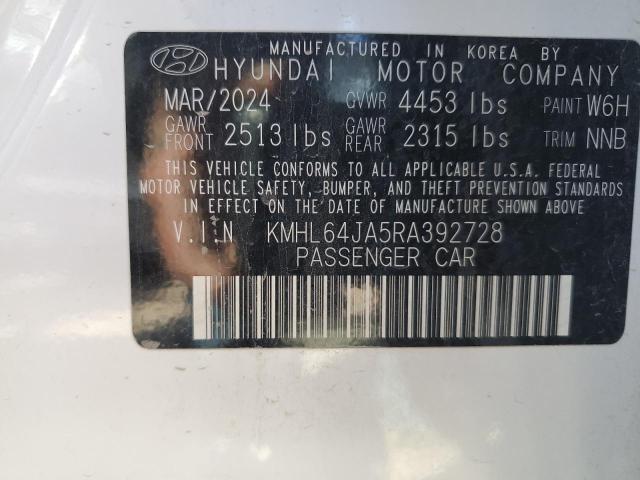 MANUFACTURED IN KOREA BY
HYUNDAI MOTOR COMPANY
MAR/2024 GVWR 4453 lbs PAINT W6H
GAWR FRONT 2513 lbs GAWR REAR 2315 lbs TRIM NNB
THIS VEHICLE CONFORMS TO ALL APPLICABLE U.S.A. FEDERAL
MOTOR VEHICLE SAFETY, BUMPER, AND THEFT PREVENTION STANDARDS
IN EFFECT ON THE DATE OF MANUFACTURE SHOWN ABOVE.
V.I.N KMHL64JA5RA392728
PASSENGER CAR